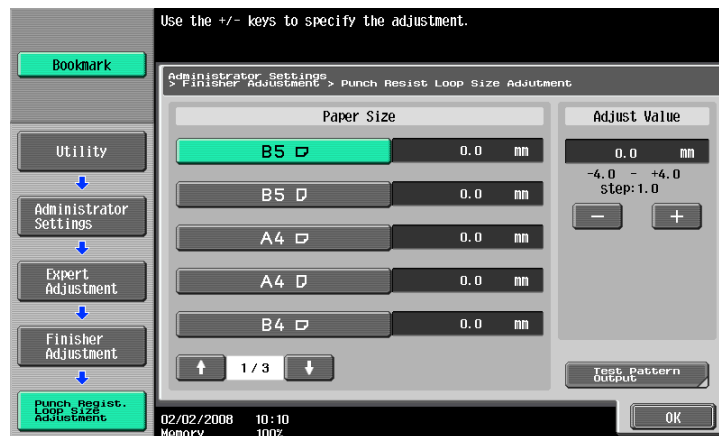 Use the +/- keys to specify the adjustment.
Bookmark
Administrator Settings
> Finisher Adjustment > Punch Resist Loop Size Adjutment
Paper Size
Adjust Value
Utility
B5
0.0 mm
0.0 mm
-4.0 - +4.0
step:1.0
B5
0.0 mm
− +
Administrator
Settings
A4
0.0 mm
Expert
Adjustment
A4
0.0 mm
B4
0.0 mm
Finisher
Adjustment
1/3
Test Pattern
Output
Punch Regist.
Loop Size
Adjustment
02/02/2008 10:10
Memory 100%
OK